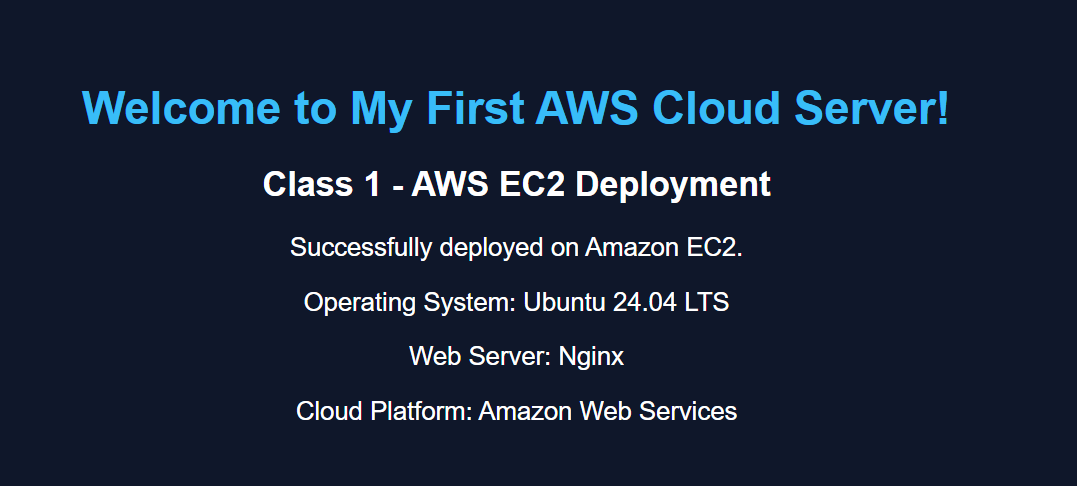 Welcome to My First AWS Cloud Server!
Class 1 - AWS EC2 Deployment
Successfully deployed on Amazon EC2.
Operating System: Ubuntu 24.04 LTS
Web Server: Nginx
Cloud Platform: Amazon Web Services